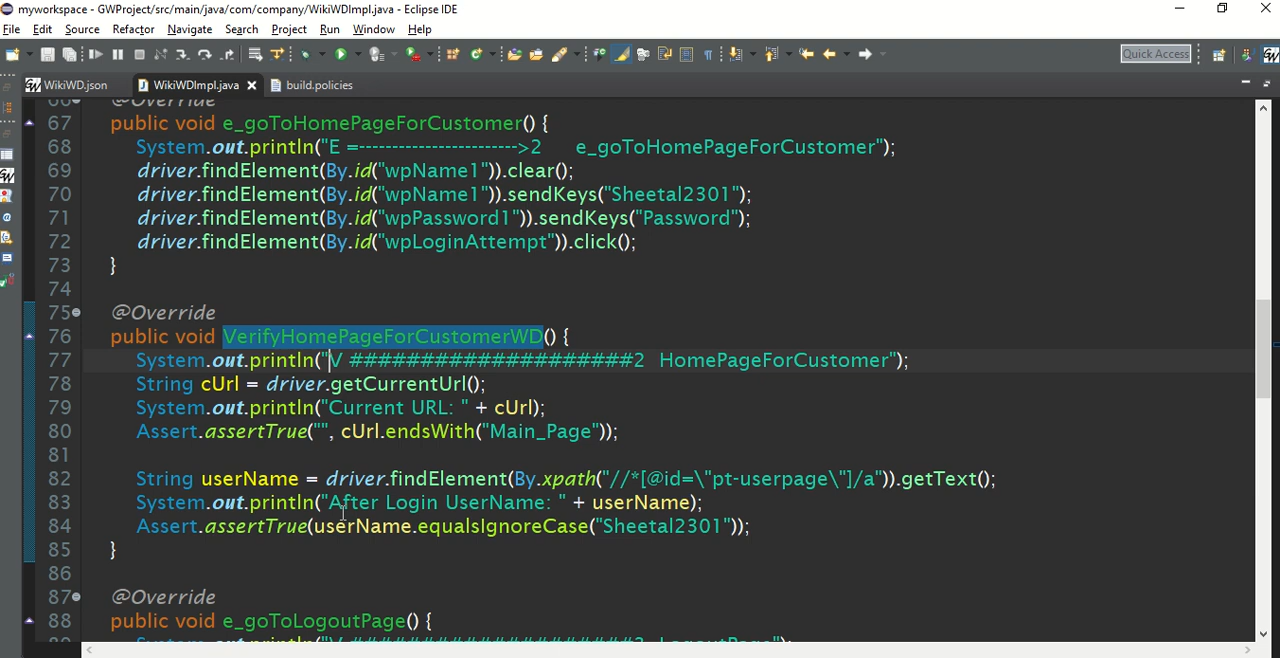 myworkspace - GWProject/src/main/java/com/company/WikiWDImpl.java - Eclipse IDE
File Edit Source Refactor Navigate Search Project Run Window Help
Quick Access
WikiWD.json WikiWDImpl.java build.policies
66 @Override
67 public void e_goToHomePageForCustomer() {
68 System.out.println("E =------------------------>2 e_goToHomePageForCustomer");
69 driver.findElement(By.id("wpName1")).clear();
70 driver.findElement(By.id("wpName1")).sendKeys("Sheetal2301");
71 driver.findElement(By.id("wpPassword1")).sendKeys("Password");
72 driver.findElement(By.id("wpLoginAttempt")).click();
73 }
74
75 @Override
76 public void VerifyHomePageForCustomerWD() {
77 System.out.println("V ####################2 HomePageForCustomer");
78 String cUrl = driver.getCurrentUrl();
79 System.out.println("Current URL: " + cUrl);
80 Assert.assertTrue("", cUrl.endsWith("Main_Page"));
81
82 String userName = driver.findElement(By.xpath("//*[@id=\"pt-userpage\"]/a")).getText();
83 System.out.println("After Login UserName: " + userName);
84 Assert.assertTrue(userName.equalsIgnoreCase("Sheetal2301"));
85 }
86
87 @Override
88 public void e_goToLogoutPage() {